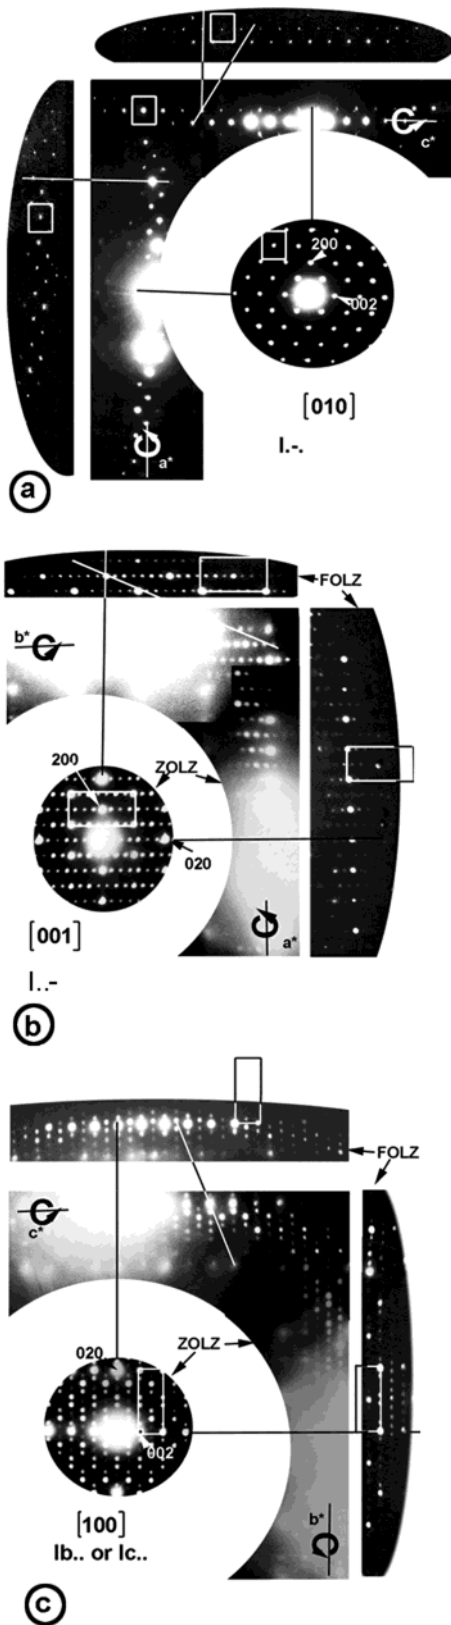 c*
200
002
[010]
I.-.
a*
a
FOLZ
b*
200
ZOLZ
020
[001]
I..-
a*
b
FOLZ
c*
020
ZOLZ
002
[100]
Ib.. or Ic..
b*
c